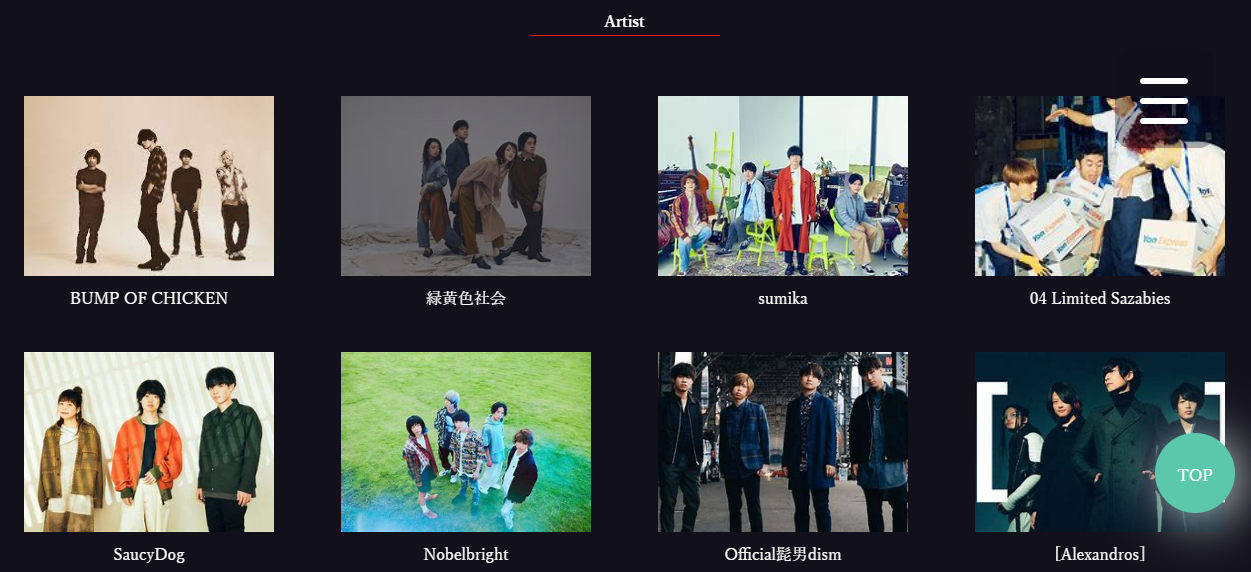 Artist
BUMP OF CHICKEN
緑黄色社会
sumika
04 Limited Sazabies
SaucyDog
Nobelbright
Official髭男dism
[Alexandros]
TOP